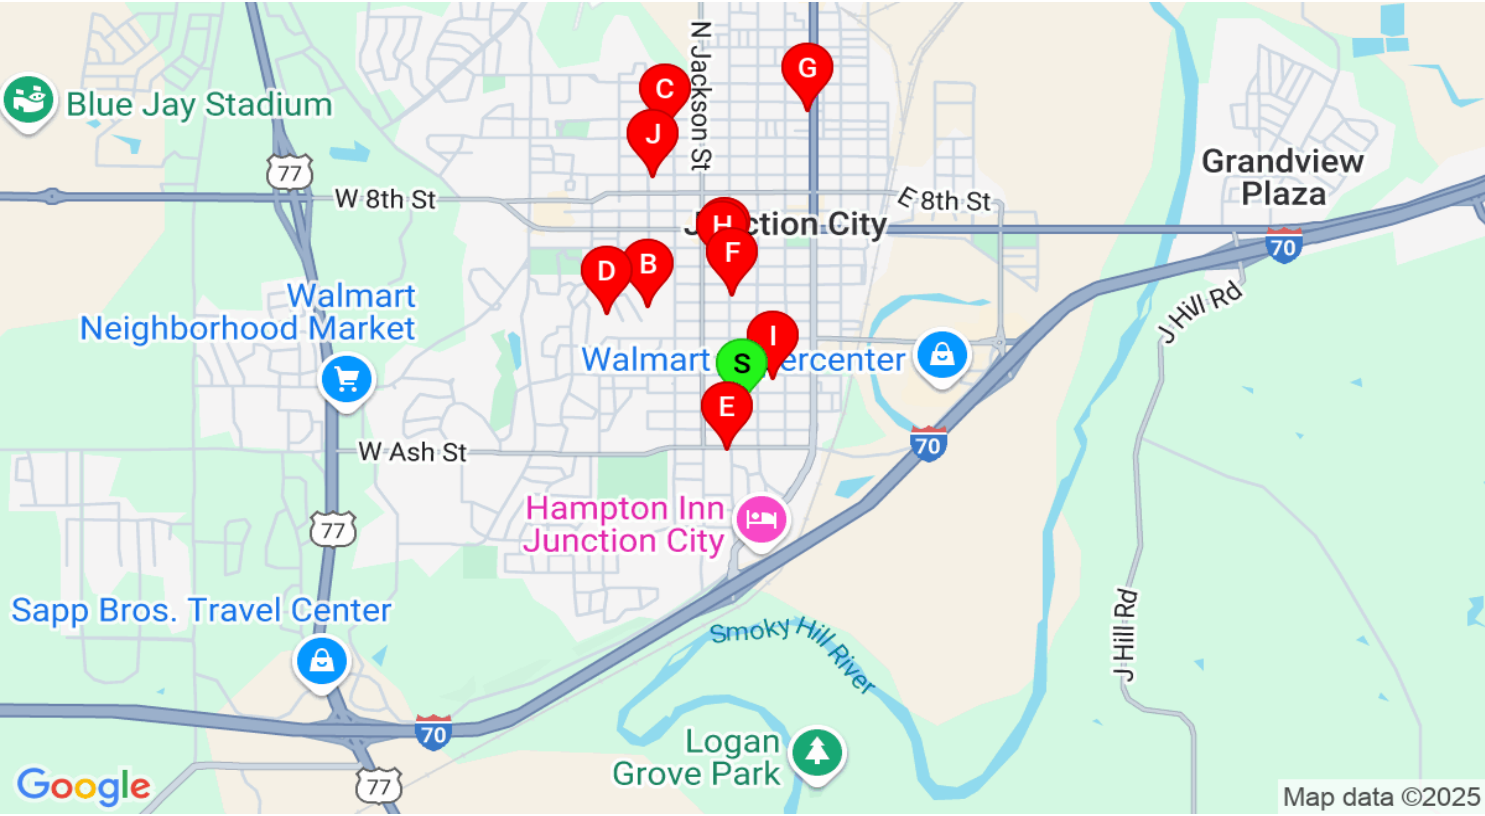 N Jackson St
G
C
Blue Jay Stadium
J
77
Grandview
Plaza
W 8th St
E 8th St
H
J
ction City
F
70
D
B
Walmart
Neighborhood Market
J Hill Rd
I
Walmart
S
ercenter
E
70
W Ash St
Hampton Inn
Junction City
77
Sapp Bros. Travel Center
J Hill Rd
Smoky Hill River
70
Logan
Grove Park
77
Google
Map data ©2025